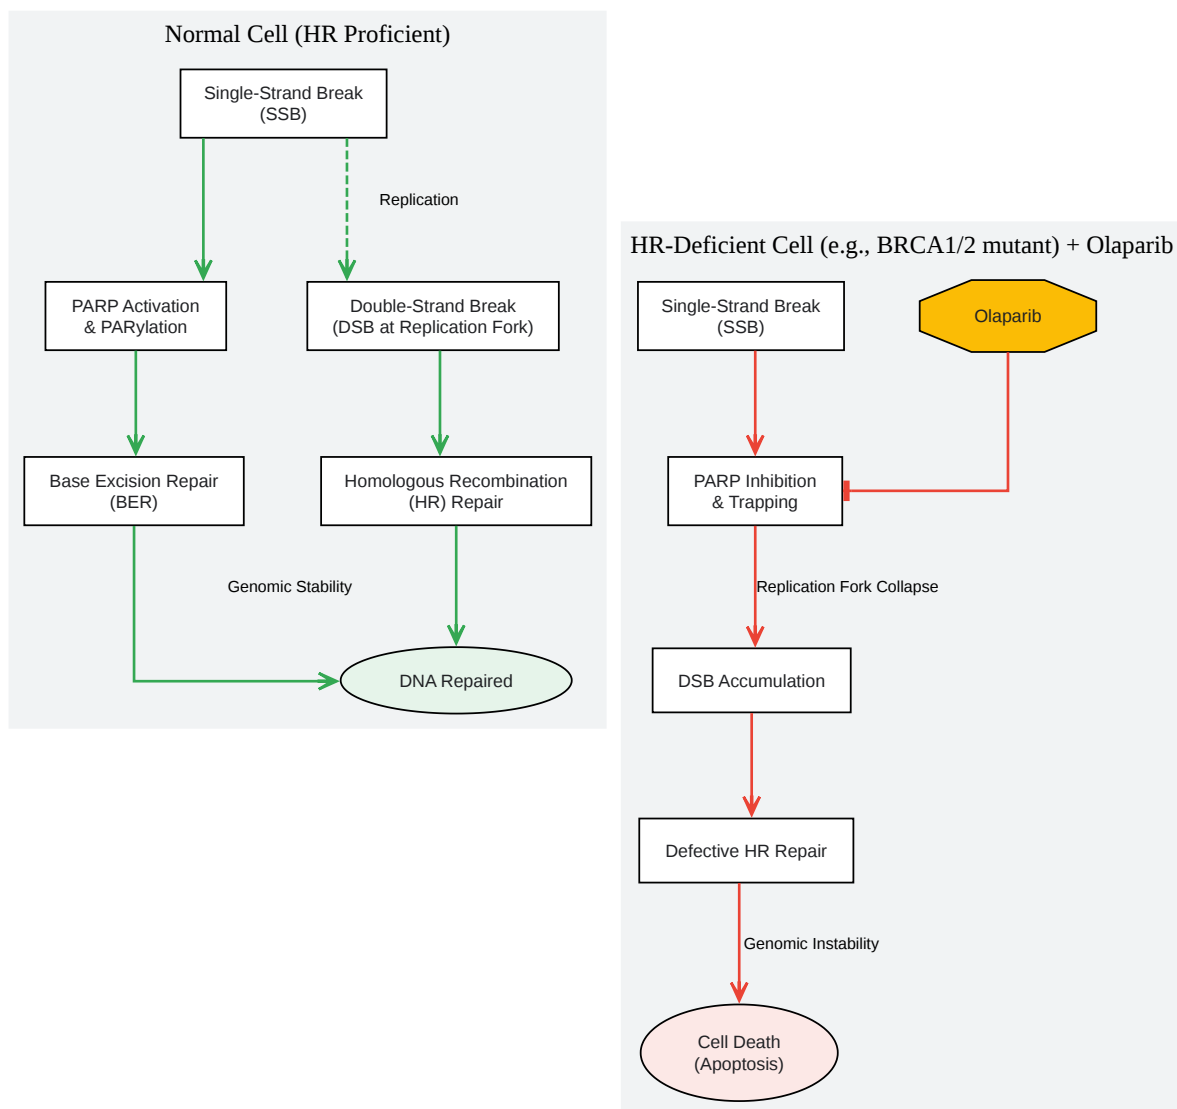 Normal Cell (HR Proficient)
Single-Strand Break
(SSB)
Replication
PARP Activation
& PARylation
Double-Strand Break
(DSB at Replication Fork)
Base Excision Repair
(BER)
Homologous Recombination
(HR) Repair
Genomic Stability
DNA Repaired
HR-Deficient Cell (e.g., BRCA1/2 mutant) + Olaparib
Single-Strand Break
(SSB)
Olaparib
PARP Inhibition
& Trapping
Replication Fork Collapse
DSB Accumulation
Defective HR Repair
Genomic Instability
Cell Death
(Apoptosis)